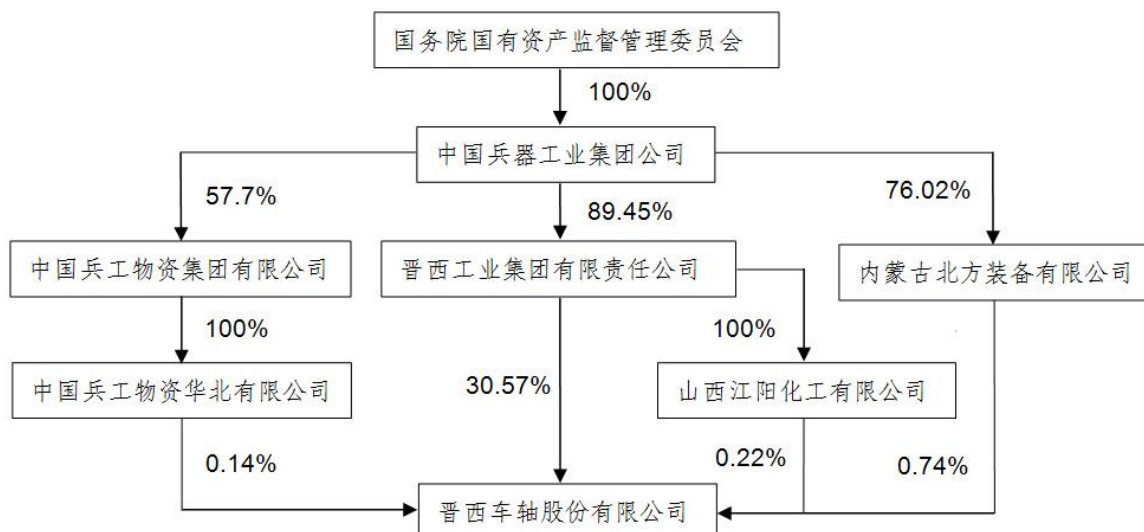 国务院国有资产监督管理委员会
100%
中国兵器工业集团公司
57.7%
89.45%
76.02%
中国兵工物资集团有限公司
晋西工业集团有限责任公司
内蒙古北方装备有限公司
100%
100%
中国兵工物资华北有限公司
30.57%
山西江阳化工有限公司
0.14%
0.22%
0.74%
晋西车轴股份有限公司